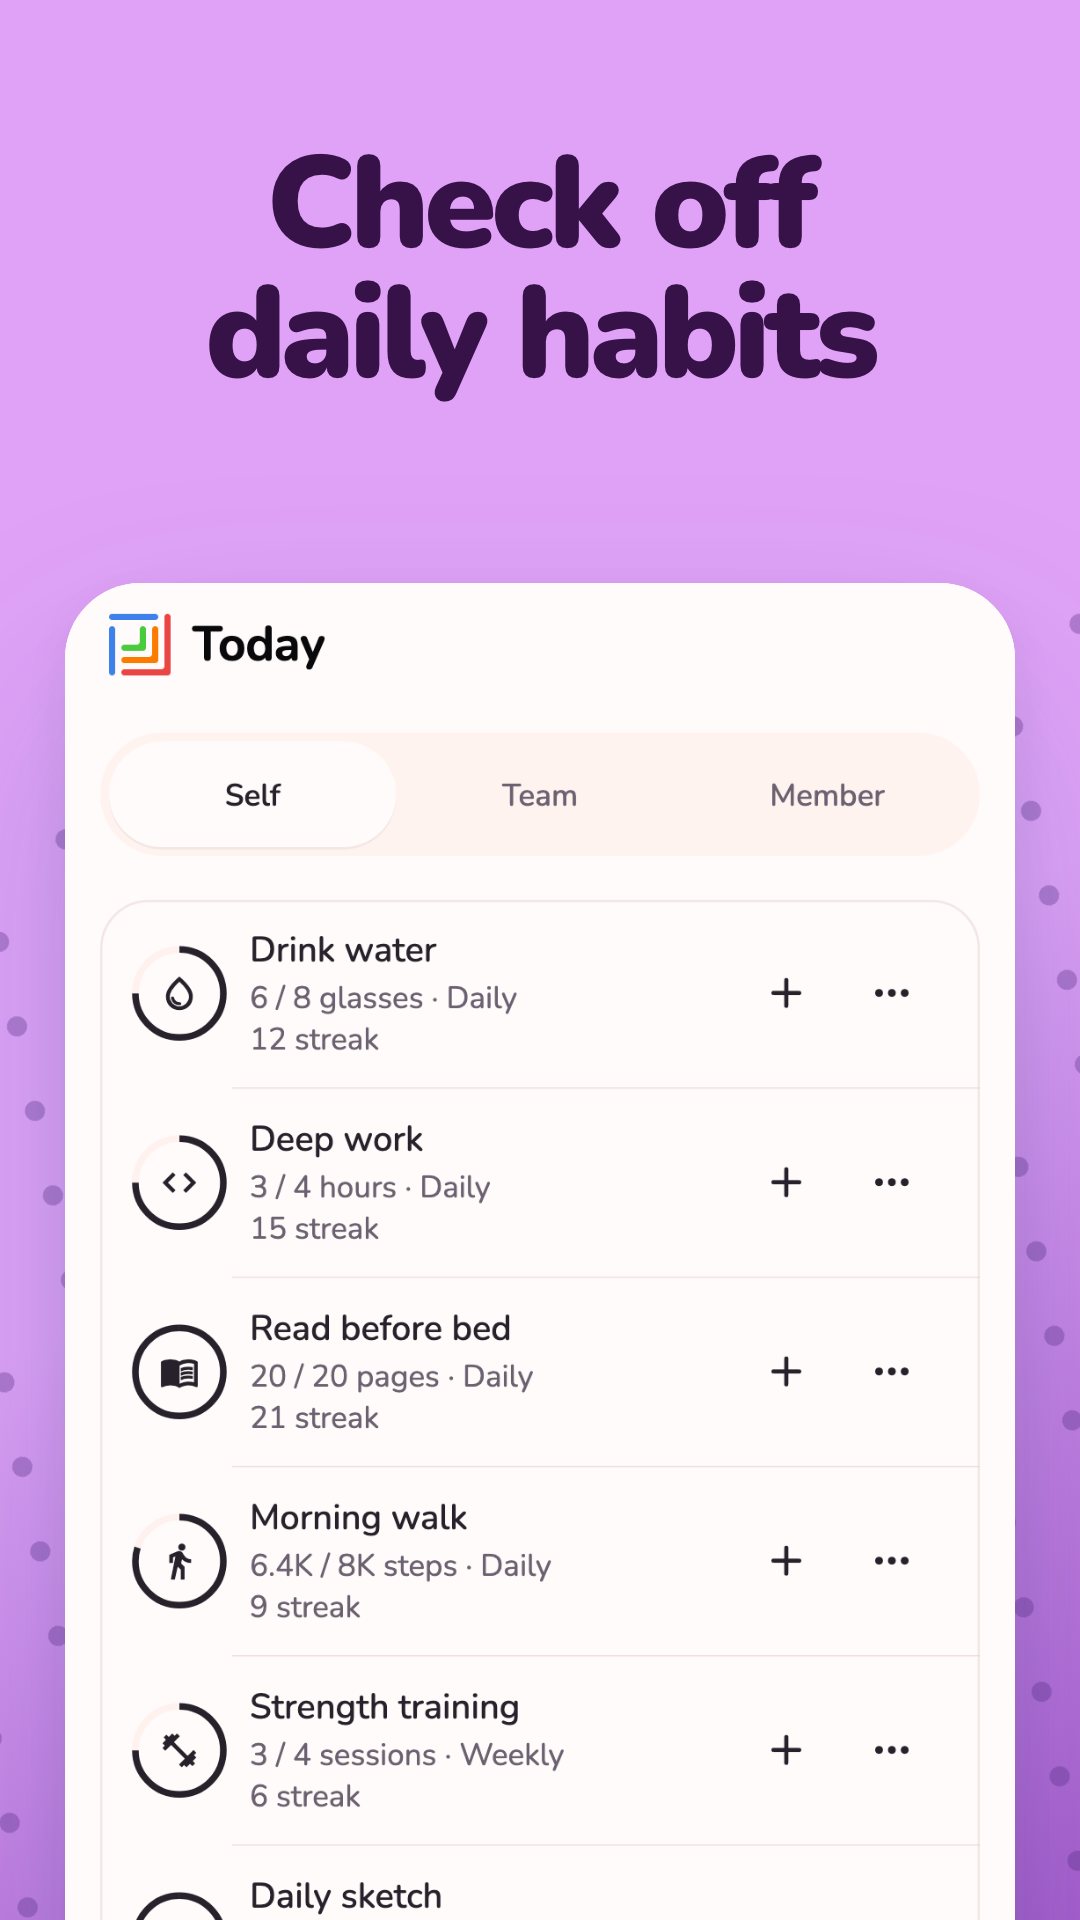 Check off
daily habits
Today
Self
Team
Member
Drink water
6 / 8 glasses · Daily
12 streak
Deep work
3 / 4 hours · Daily
15 streak
Read before bed
20 / 20 pages · Daily
21 streak
Morning walk
6.4K / 8K steps · Daily
9 streak
Strength training
3 / 4 sessions · Weekly
6 streak
Daily sketch